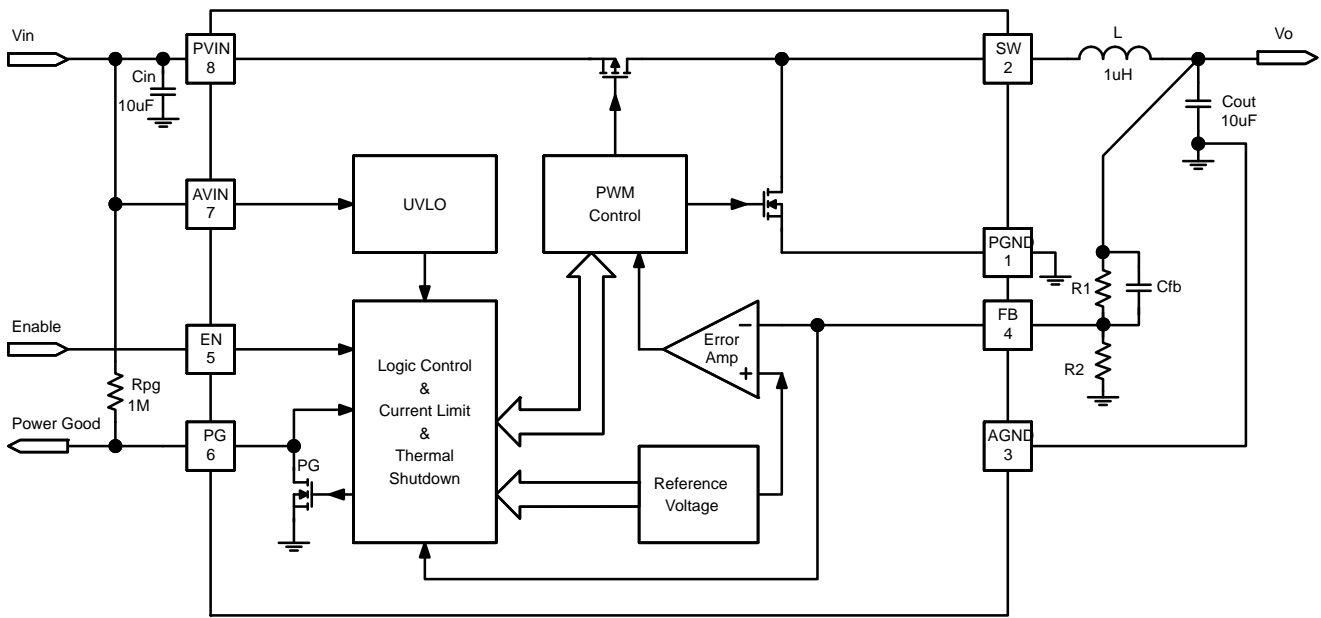 Vin
PVIN
8
Cin
10uF
SW
2
L
1uH
Vo
Cout
10uF
AVIN
7
UVLO
PWM
Control
PGND
1
R1
Cfb
Enable
EN
5
FB
4
Error
Amp
R2
Logic Control
&
Current Limit
&
Thermal
Shutdown
Rpg
1M
Power Good
PG
6
PG
AGND
3
Reference
Voltage